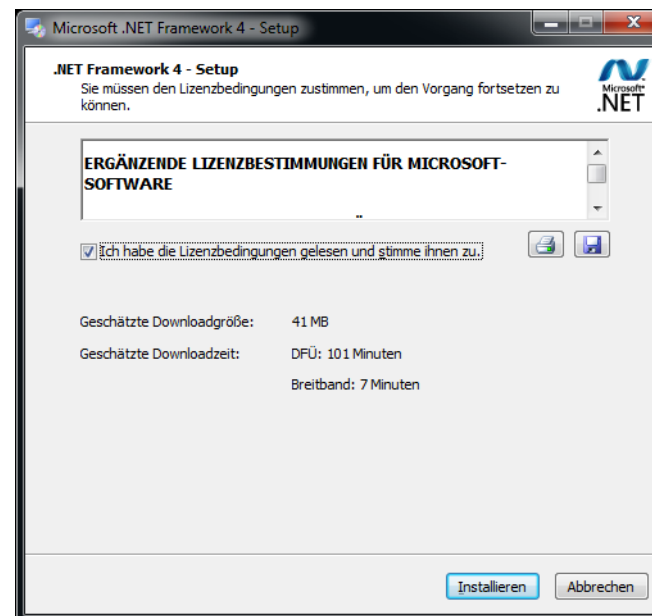 Microsoft .NET Framework 4 - Setup
.NET Framework 4 - Setup
Sie müssen den Lizenzbedingungen zustimmen, um den Vorgang fortsetzen zu
können.
Microsoft
.NET
ERGÄNZENDE LIZENZBESTIMMUNGEN FÜR MICROSOFT-
SOFTWARE
Ich habe die Lizenzbedingungen gelesen und stimme ihnen zu.
Geschätzte Downloadgröße: 41 MB
Geschätzte Downloadzeit: DFÜ: 101 Minuten
Breitband: 7 Minuten
Installieren Abbrechen